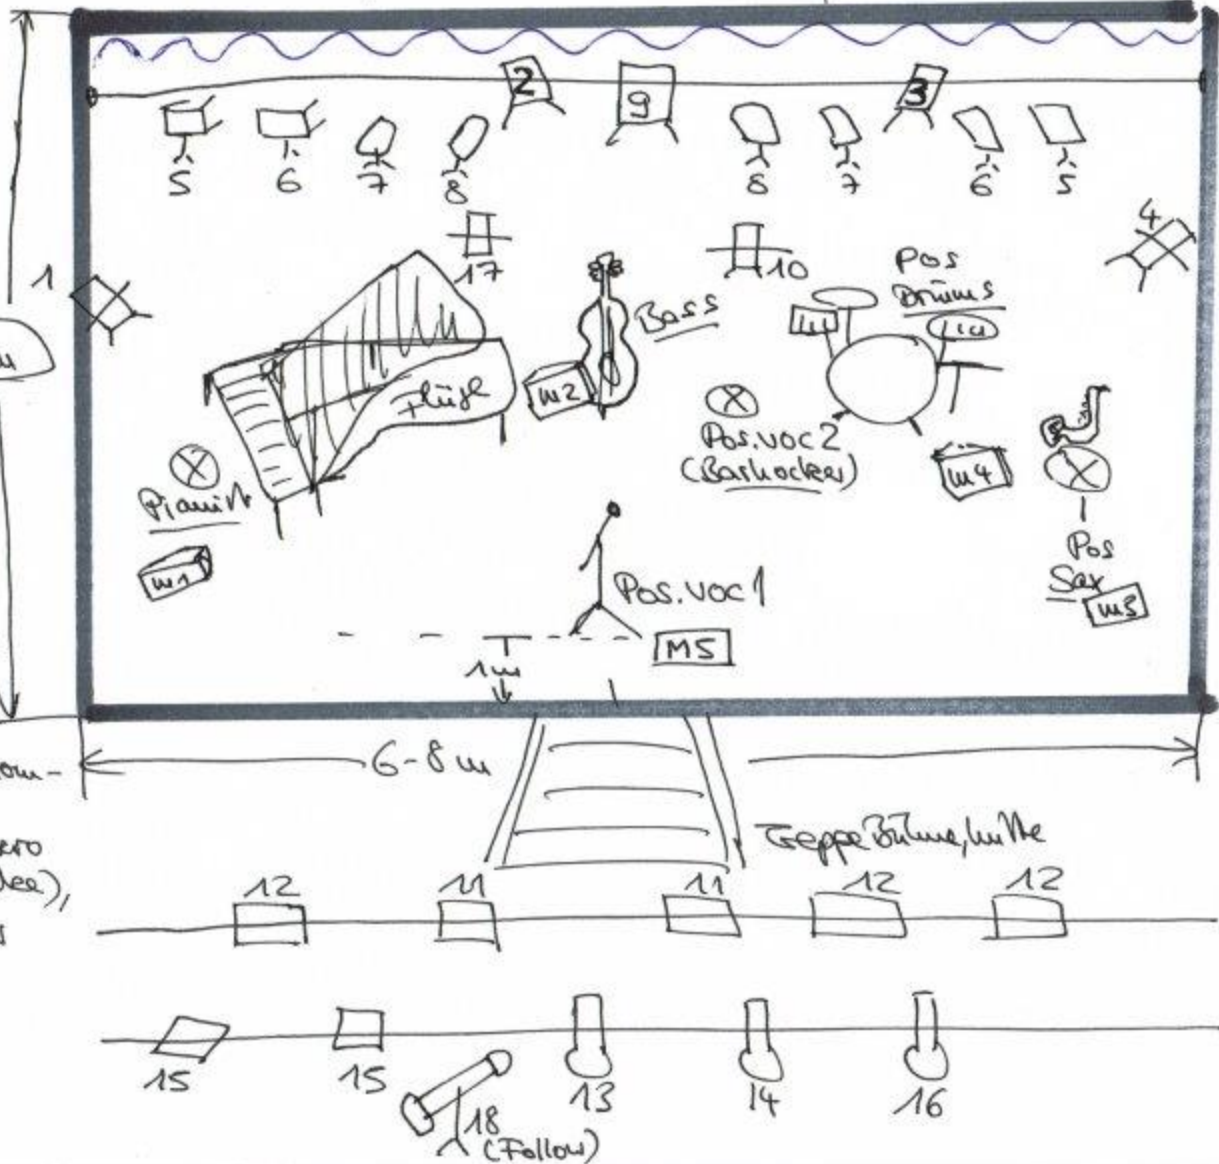 2
9
3
5
6
7
8
8
7
6
5
4
1
17
10
Pos
Drums
Bass
Flügel
m2
Pos. voc 2
(Barhocker)
m4
Pianist
m1
Pos. voc 1
Pos
Sax
m3
M5
1m
6-8 m
Treppe Bühne, Mitte
12
11
11
12
12
15
15
13
14
16
18
(Follow)